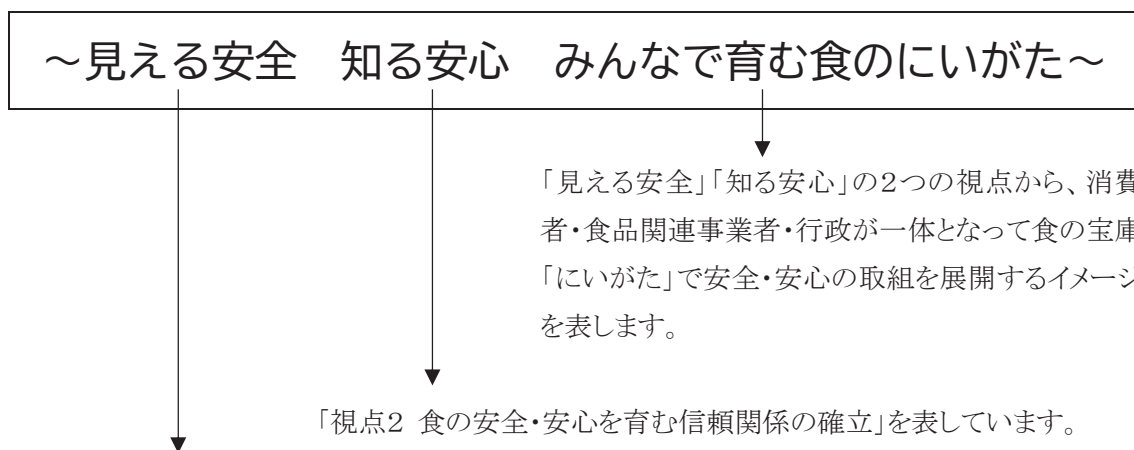 ～見える安全　知る安心　みんなで育む食のにいがた～
「見える安全」「知る安心」の２つの視点から、消費
者・食品関連事業者・行政が一体となって食の宝庫
「にいがた」で安全・安心の取組を展開するイメージ
を表します。
「視点２ 食の安全・安心を育む信頼関係の確立」を表しています。